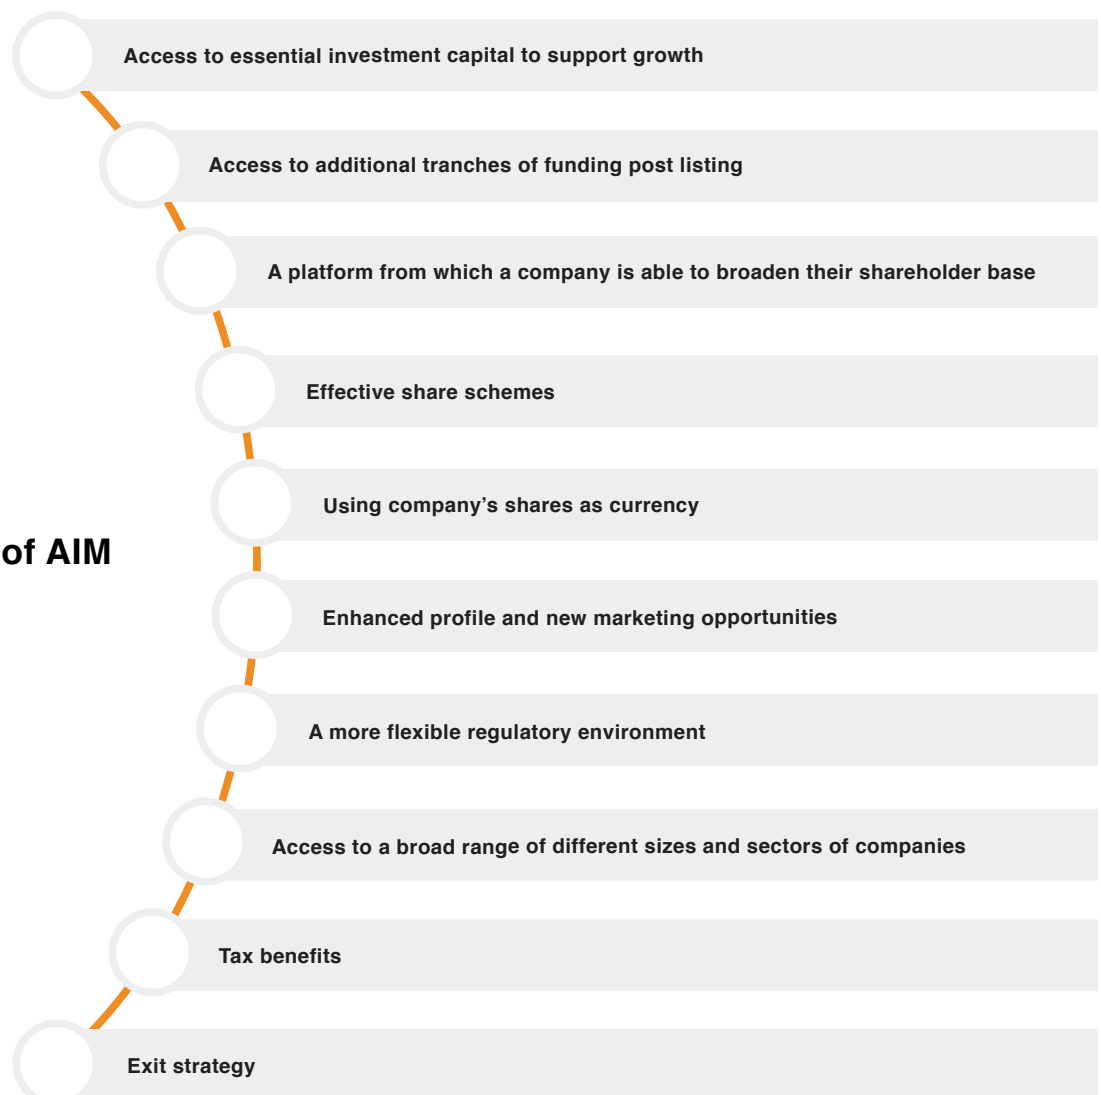 Access to essential investment capital to support growth
Access to additional tranches of funding post listing
A platform from which a company is able to broaden their shareholder base
Effective share schemes
Using company's shares as currency
of AIM
Enhanced profile and new marketing opportunities
A more flexible regulatory environment
Access to a broad range of different sizes and sectors of companies
Tax benefits
Exit strategy